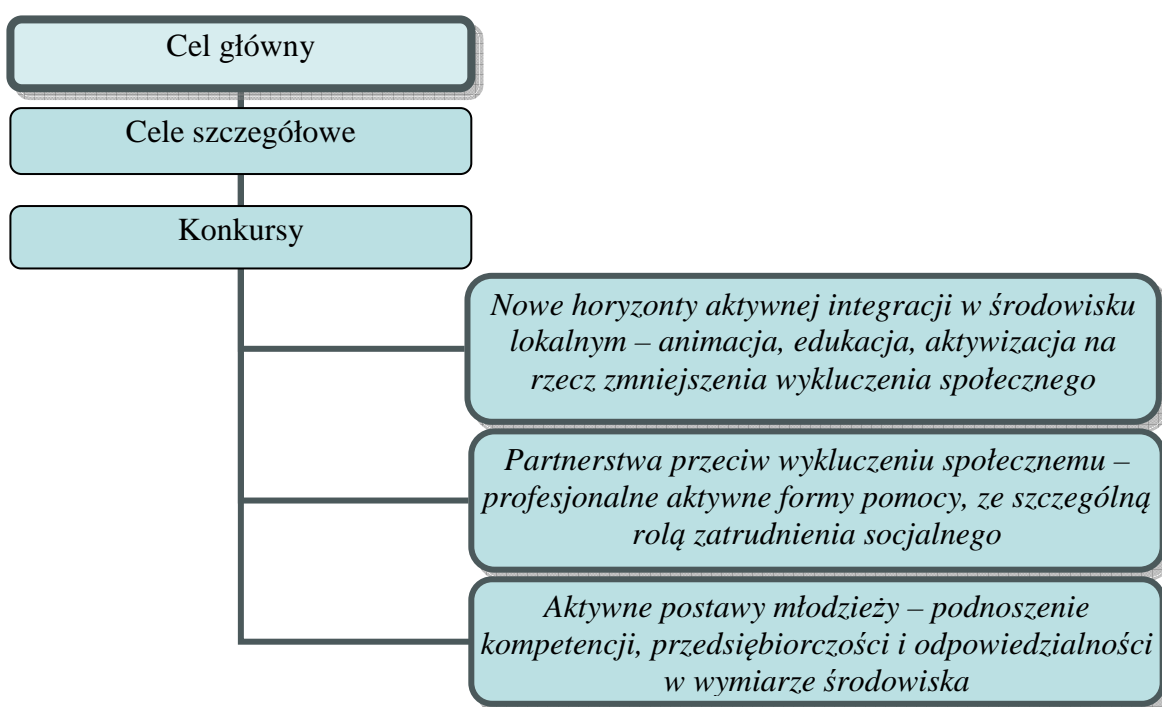 Cel główny
Cele szczegółowe
Konkursy
Nowe horyzonty aktywnej integracji w środowisku
lokalnym – animacja, edukacja, aktywizacja na
rzecz zmniejszenia wykluczenia społecznego
Partnerstwa przeciw wykluczeniu społecznemu –
profesjonalne aktywne formy pomocy, ze szczególną
rolą zatrudnienia socjalnego
Aktywne postawy młodzieży – podnoszenie
kompetencji, przedsiębiorczości i odpowiedzialności
w wymiarze środowiska